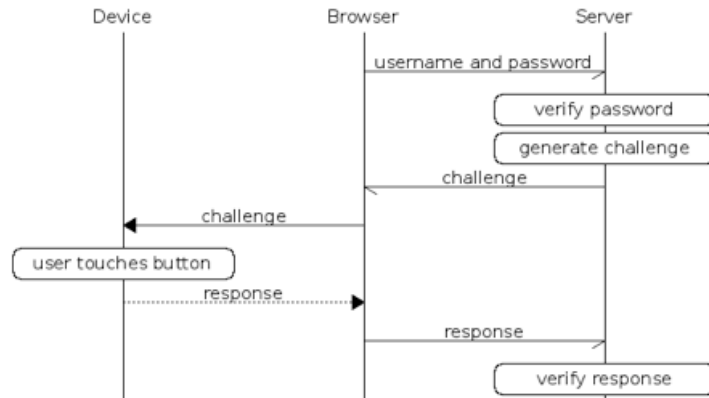 Device
Browser
Server
username and password
verify password
generate challenge
challenge
challenge
user touches button
response
response
verify response